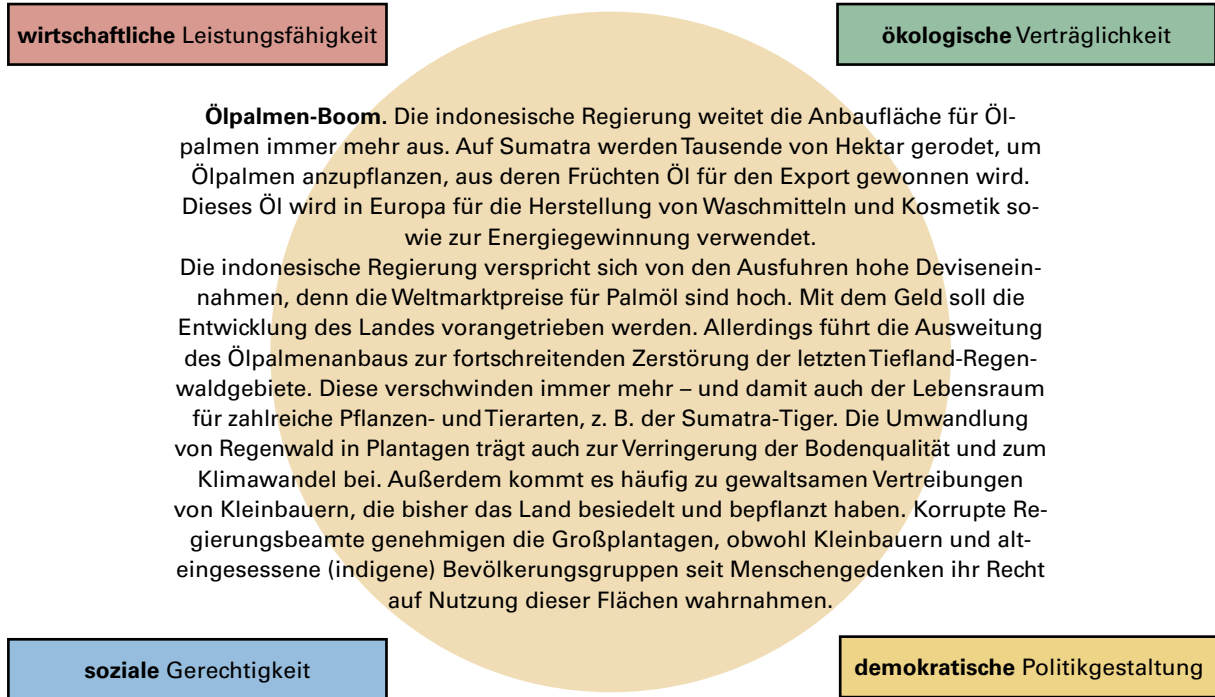 wirtschaftliche Leistungsfähigkeit
ökologische Verträglichkeit
Ölpalmen-Boom. Die indonesische Regierung weitet die Anbaufläche für Öl-
palmen immer mehr aus. Auf Sumatra werden Tausende von Hektar gerodet, um
Ölpalmen anzupflanzen, aus deren Früchten Öl für den Export gewonnen wird.
Dieses Öl wird in Europa für die Herstellung von Waschmitteln und Kosmetik so-
wie zur Energiegewinnung verwendet.
Die indonesische Regierung verspricht sich von den Ausfuhren hohe Devisenein-
nahmen, denn die Weltmarktpreise für Palmöl sind hoch. Mit dem Geld soll die
Entwicklung des Landes vorangetrieben werden. Allerdings führt die Ausweitung
des Ölpalmenanbaus zur fortschreitenden Zerstörung der letzten Tiefland-Regen-
waldgebiete. Diese verschwinden immer mehr – und damit auch der Lebensraum
für zahlreiche Pflanzen- und Tierarten, z. B. der Sumatra-Tiger. Die Umwandlung
von Regenwald in Plantagen trägt auch zur Verringerung der Bodenqualität und zum
Klimawandel bei. Außerdem kommt es häufig zu gewaltsamen Vertreibungen
von Kleinbauern, die bisher das Land besiedelt und bepflanzt haben. Korrupte Re-
gierungsbeamte genehmigen die Großplantagen, obwohl Kleinbauern und alt-
eingesessene (indigene) Bevölkerungsgruppen seit Menschengedenken ihr Recht
auf Nutzung dieser Flächen wahrnahmen.
soziale Gerechtigkeit
demokratische Politikgestaltung